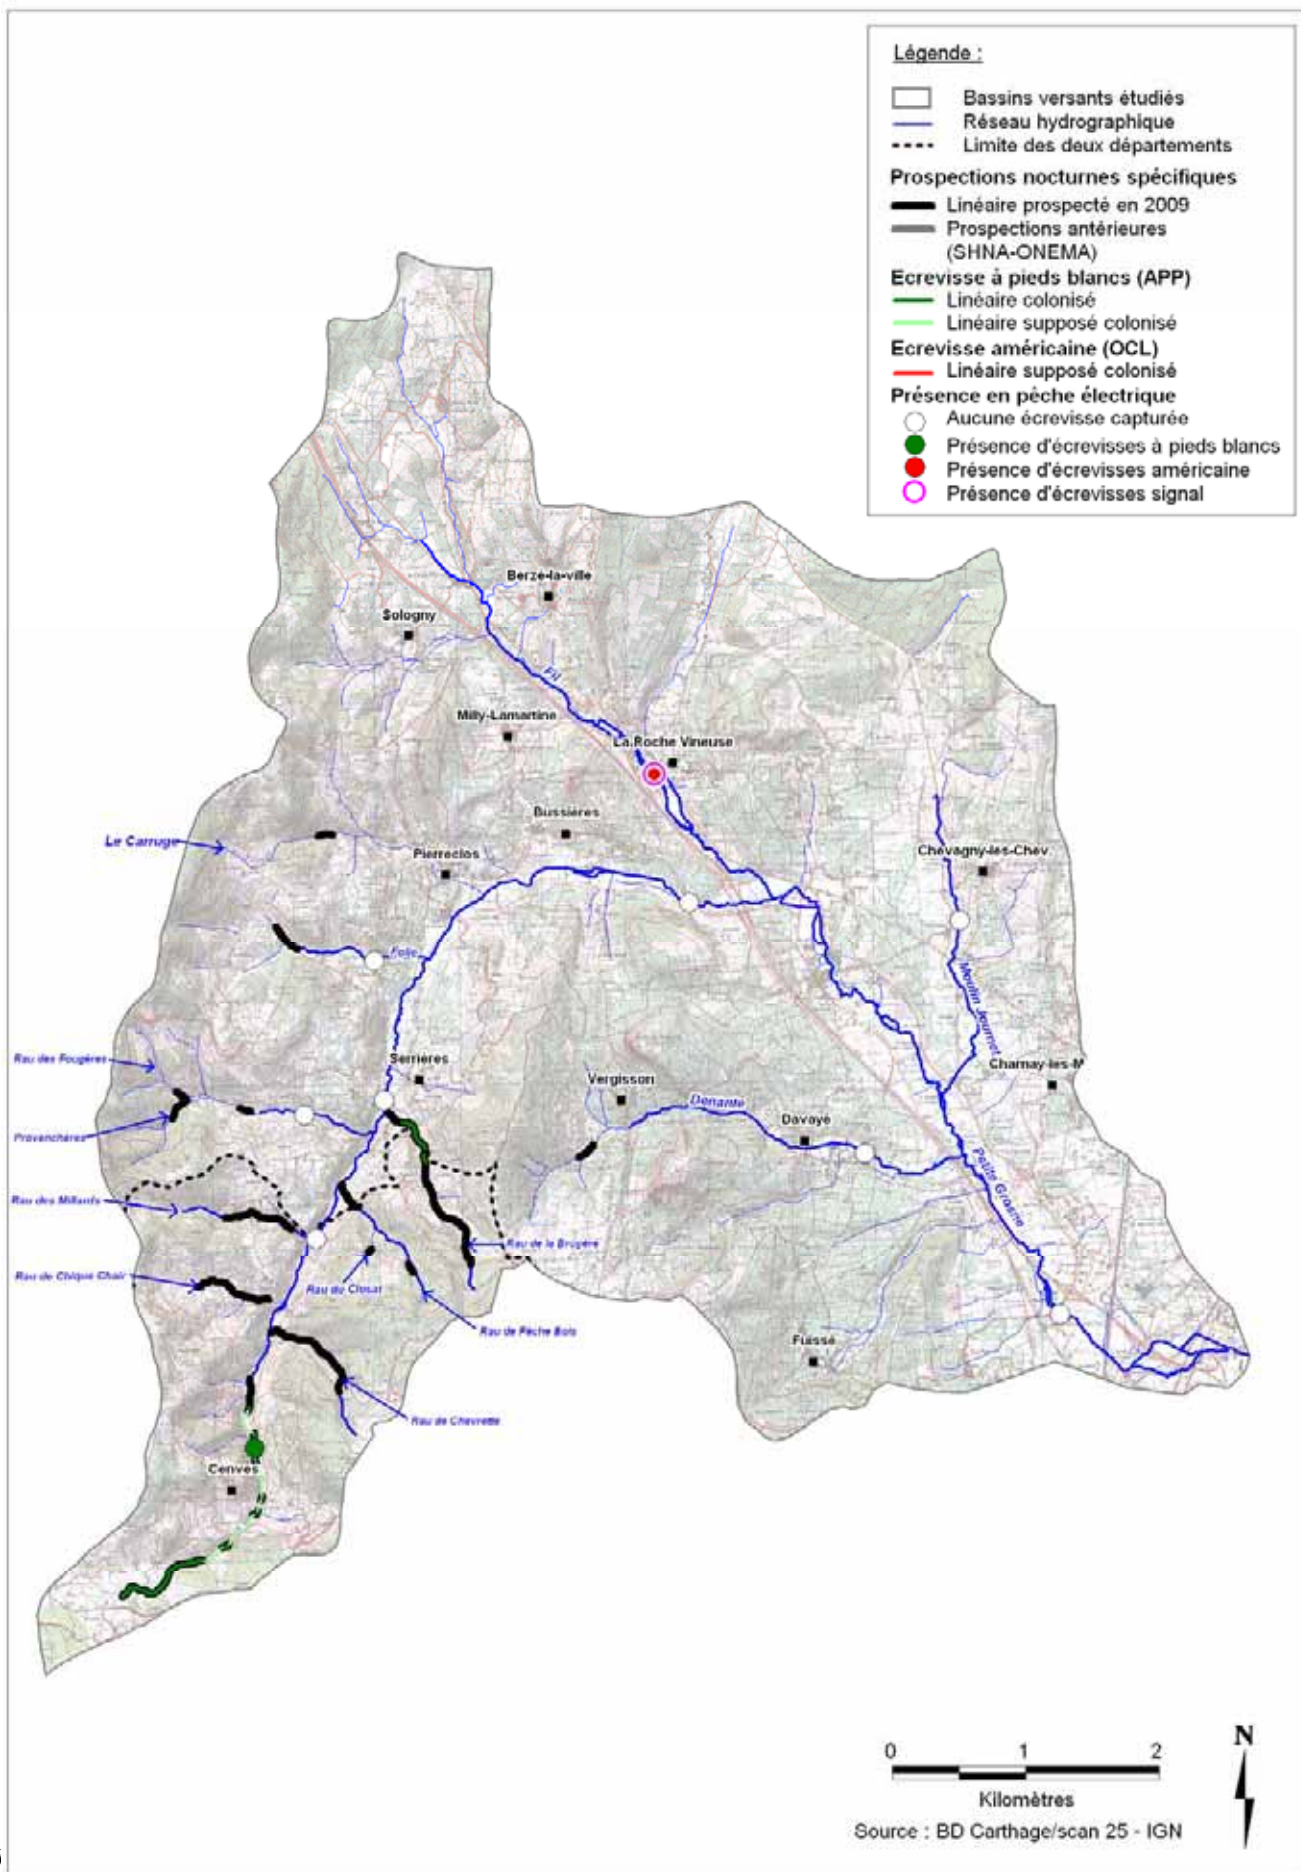 Légende :
Bassins versants étudiés
Réseau hydrographique
Limite des deux départements
Prospections nocturnes spécifiques
Linéaire prospecté en 2009
Prospections antérieures
(SHNA-ONEMA)
Ecrevisse à pieds blancs (APP)
Linéaire colonisé
Linéaire supposé colonisé
Ecrevisse américaine (OCL)
Linéaire supposé colonisé
Présence en pêche électrique
Aucune écrevisse capturée
Présence d'écrevisses à pieds blancs
Présence d'écrevisses américaine
Présence d'écrevisses signal
Berzé-la-ville
Sologny
Fil
Milly-Lamartine
La Roche Vineuse
Bussières
Le Carruge
Pierreclos
Chevagny-les-Chev.
Folie
Moulin Journet
Rau des Fougères
Serrières
Charnay-les-M
Vergisson
Denante
Davayé
Provenchères
Petite Grosne
Rau des Millards
Rau de la Bruyère
Rau de Chique Chair
Rau du Closat
Rau de Pêche Bois
Fuissé
Rau de Chevrette
Cenves
0 1 2
Kilomètres
N
Source : BD Carthage/scan 25 - IGN